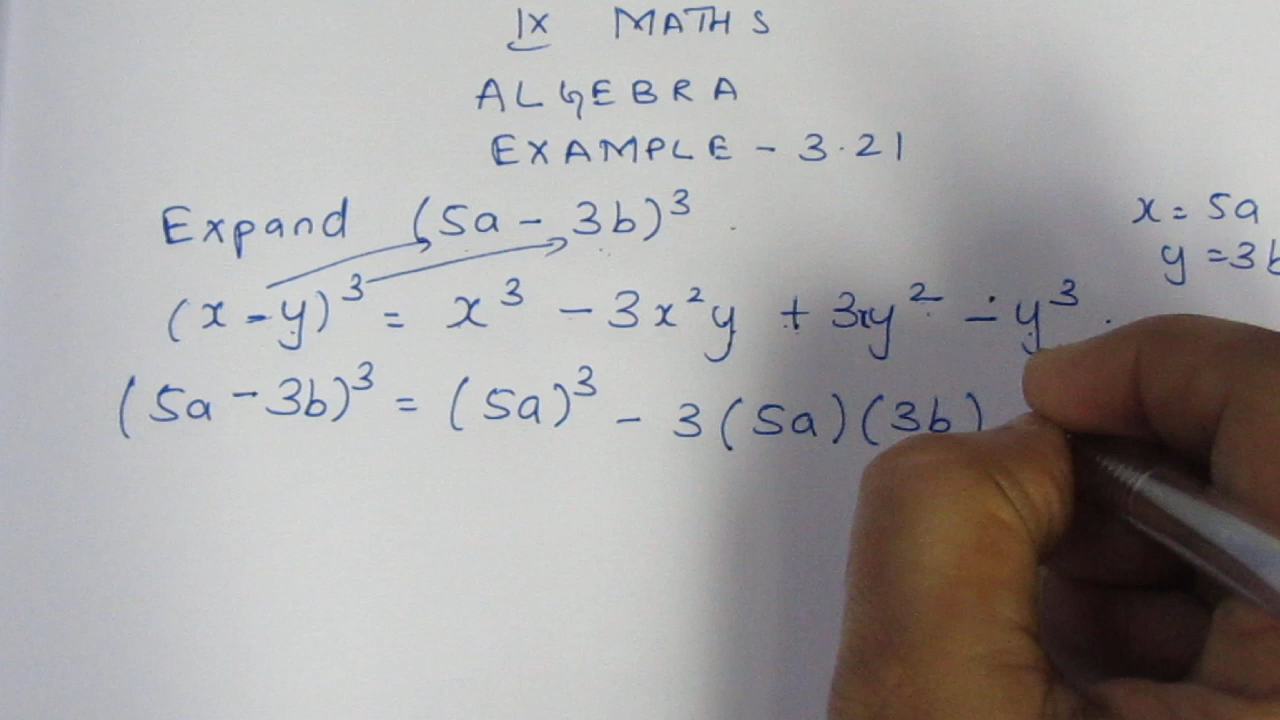 IX MATHS
ALGEBRA
EXAMPLE - 3.21
Expand (5a - 3b)³.
x = 5a
y = 3b
(x - y)³ = x³ - 3x²y + 3xy² - y³.
(5a - 3b)³ = (5a)³ - 3(5a)(3b)